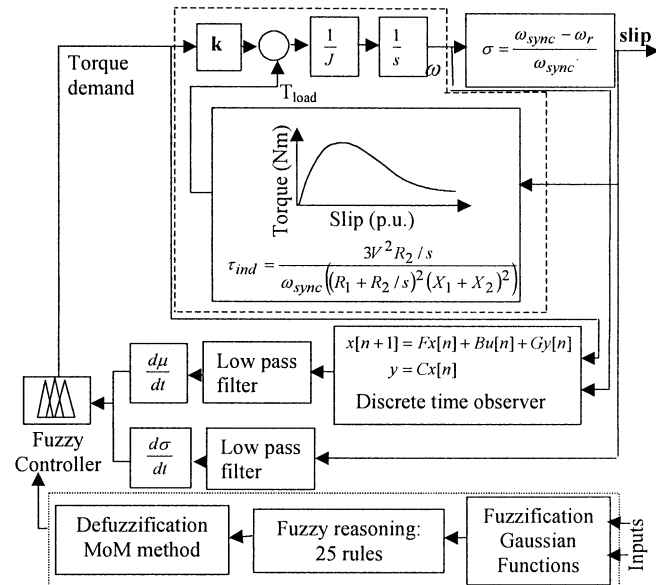 Torque
demand
k
1/J
1/s
ω
σ = (ω_sync − ω_r) / ω_sync
slip
T_load
Torque (Nm)
Slip (p.u.)
τ_ind = 3V²R₂/s / ω_sync((R₁ + R₂/s)²(X₁ + X₂)²)
x[n+1] = Fx[n] + Bu[n] + Gy[n]
y = Cx[n]
Discrete time observer
Low pass
filter
dμ/dt
Fuzzy
Controller
dσ/dt
Low pass
filter
Defuzzification
MoM method
Fuzzy reasoning:
25 rules
Fuzzification
Gaussian
Functions
Inputs